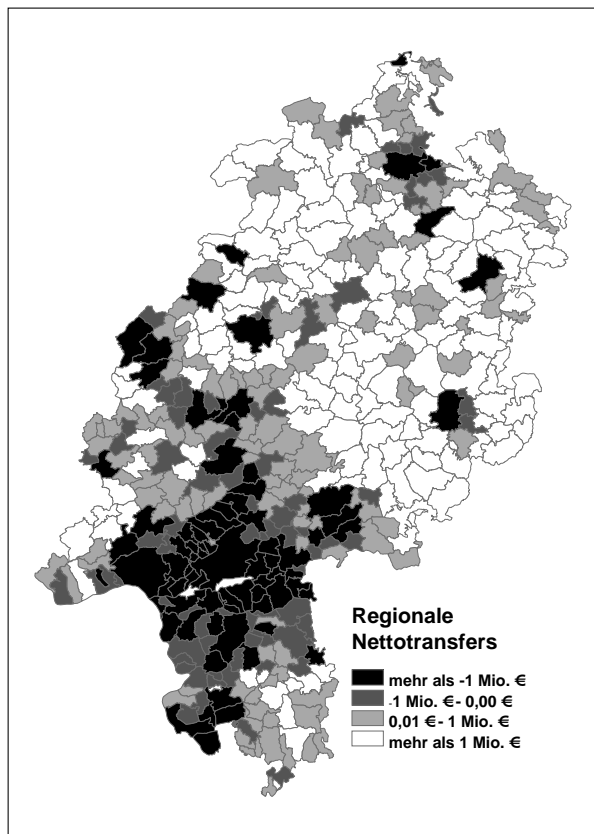 Regionale
Nettotransfers
mehr als -1 Mio. €
-1 Mio. €- 0,00 €
0,01 €- 1 Mio. €
mehr als 1 Mio. €